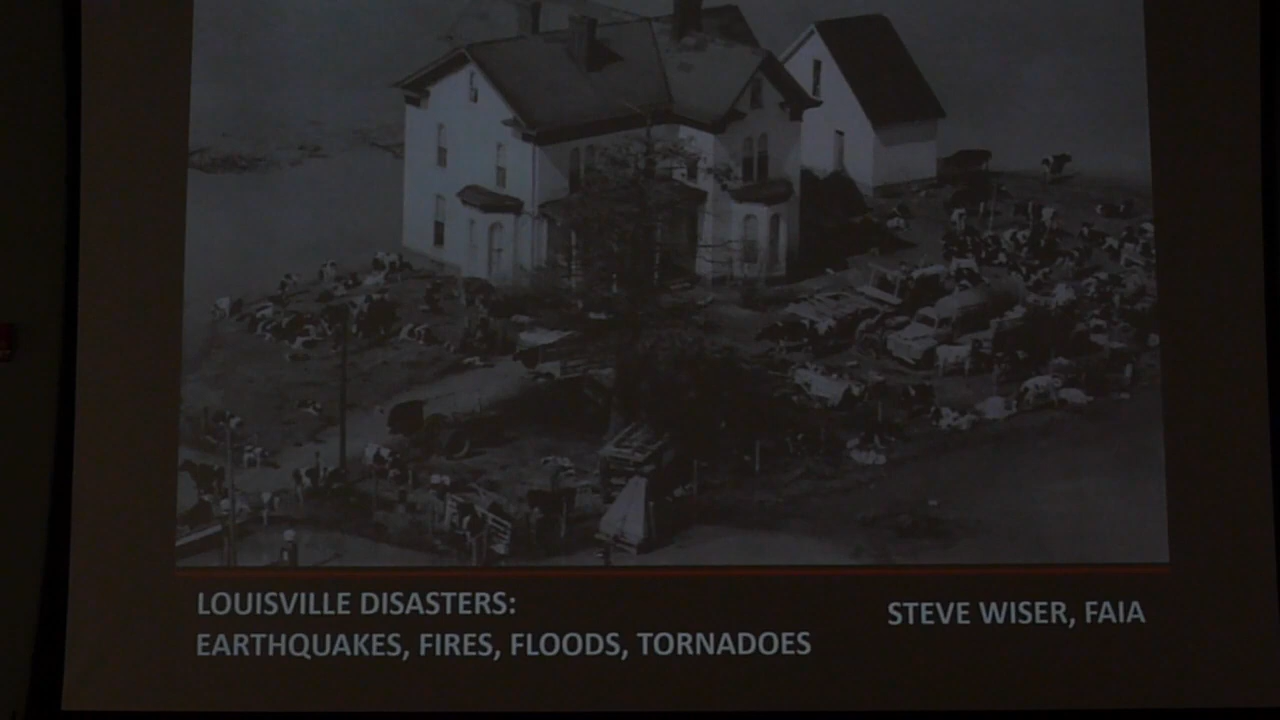 LOUISVILLE DISASTERS:
EARTHQUAKES, FIRES, FLOODS, TORNADOES
STEVE WISER, FAIA